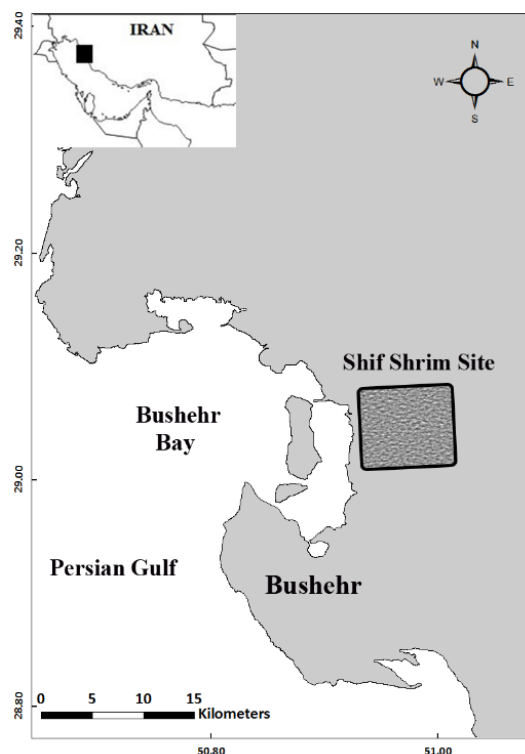 29.40
IRAN
N
W E
S
29.20
Shif Shrim Site
Bushehr
Bay
29.00
Persian Gulf
Bushehr
28.80
0 5 10 15
Kilometers
50.80 51.00